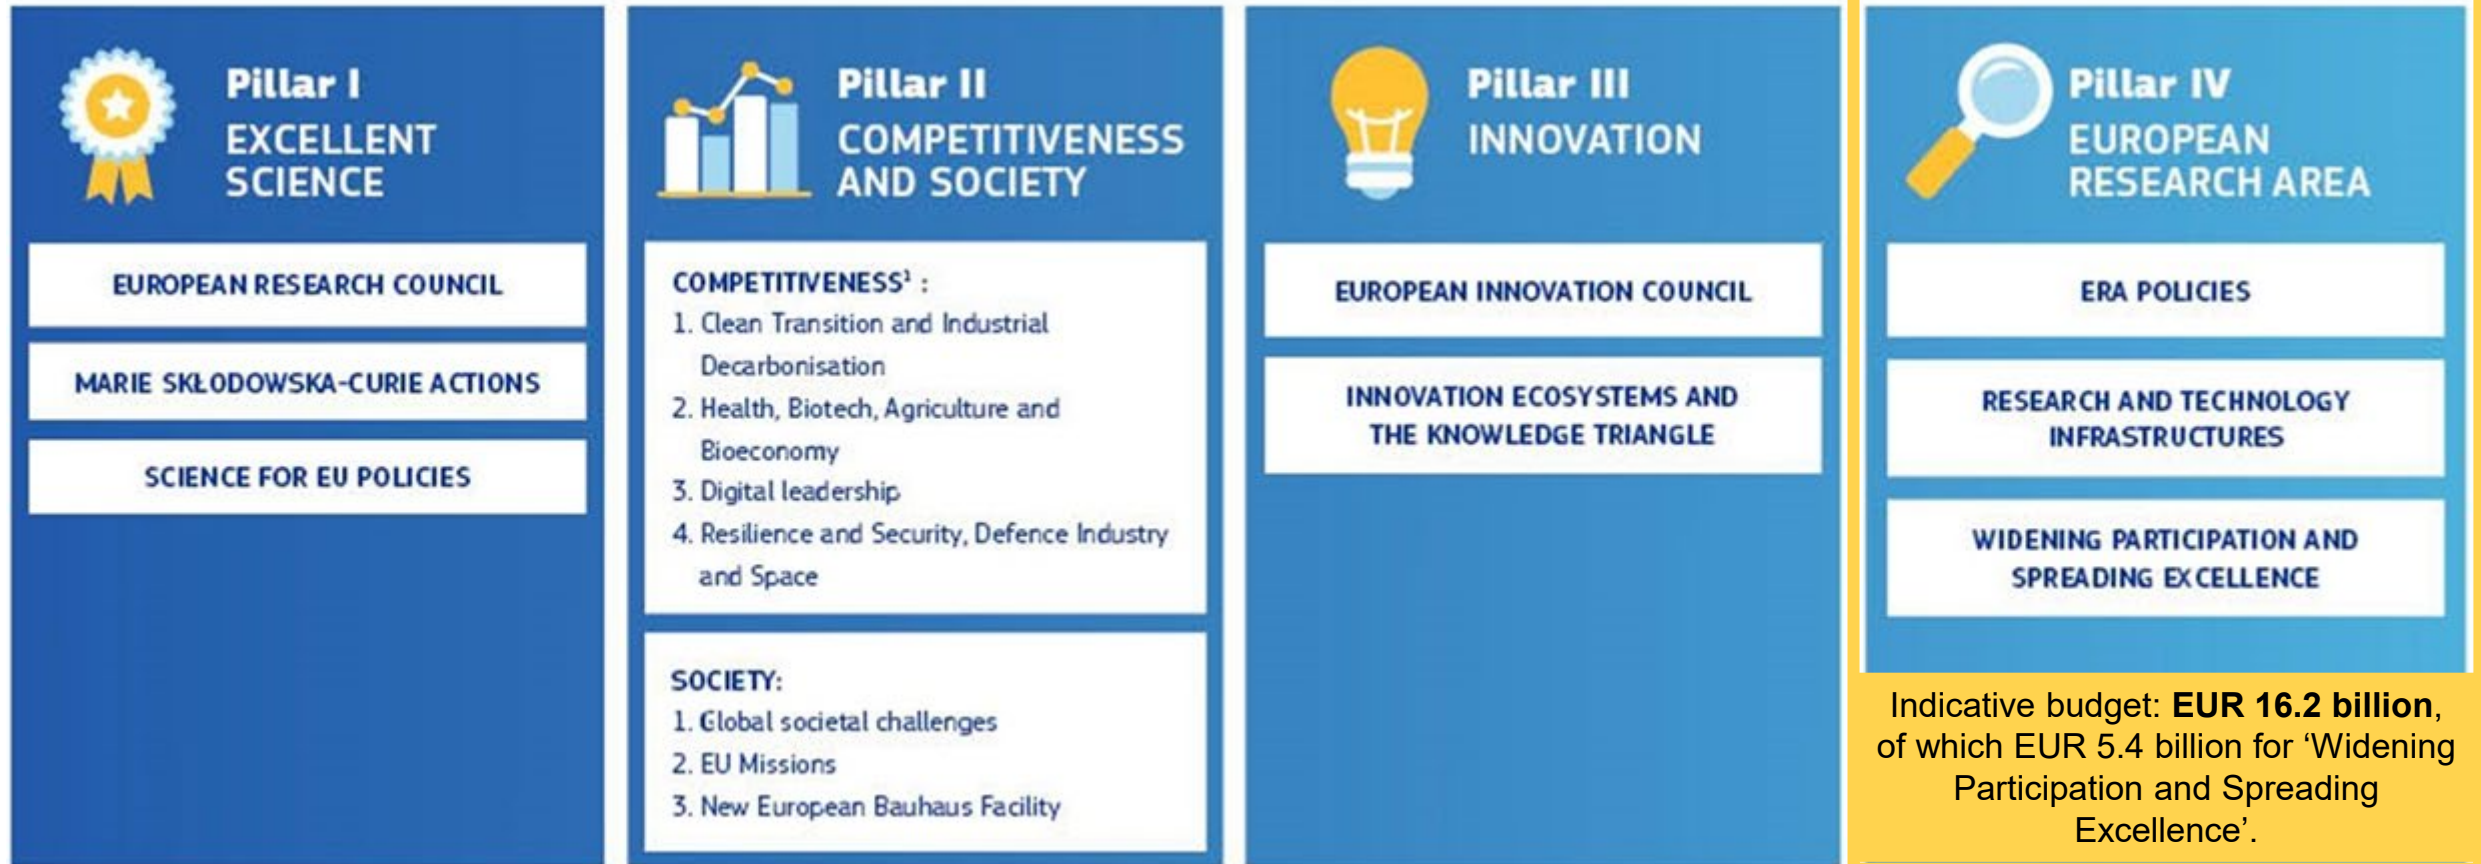 Pillar I
EXCELLENT
SCIENCE
EUROPEAN RESEARCH COUNCIL
MARIE SKŁODOWSKA-CURIE ACTIONS
SCIENCE FOR EU POLICIES
Pillar II
COMPETITIVENESS
AND SOCIETY
COMPETITIVENESS¹ :
1. Clean Transition and Industrial
Decarbonisation
2. Health, Biotech, Agriculture and
Bioeconomy
3. Digital leadership
4. Resilience and Security, Defence Industry
and Space
SOCIETY:
1. Global societal challenges
2. EU Missions
3. New European Bauhaus Facility
Pillar III
INNOVATION
EUROPEAN INNOVATION COUNCIL
INNOVATION ECOSYSTEMS AND
THE KNOWLEDGE TRIANGLE
Pillar IV
EUROPEAN
RESEARCH AREA
ERA POLICIES
RESEARCH AND TECHNOLOGY
INFRASTRUCTURES
WIDENING PARTICIPATION AND
SPREADING EXCELLENCE
Indicative budget: EUR 16.2 billion,
of which EUR 5.4 billion for ‘Widening
Participation and Spreading
Excellence’.